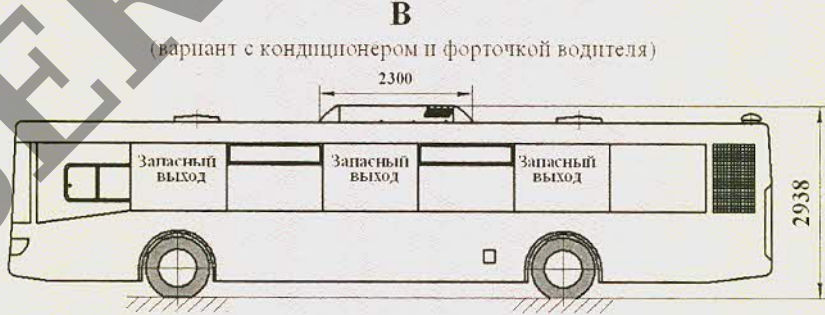 В
(вариант с кондиционером и форточкой водителя)
2300
Запасный
выход
Запасный
выход
Запасный
выход
2938